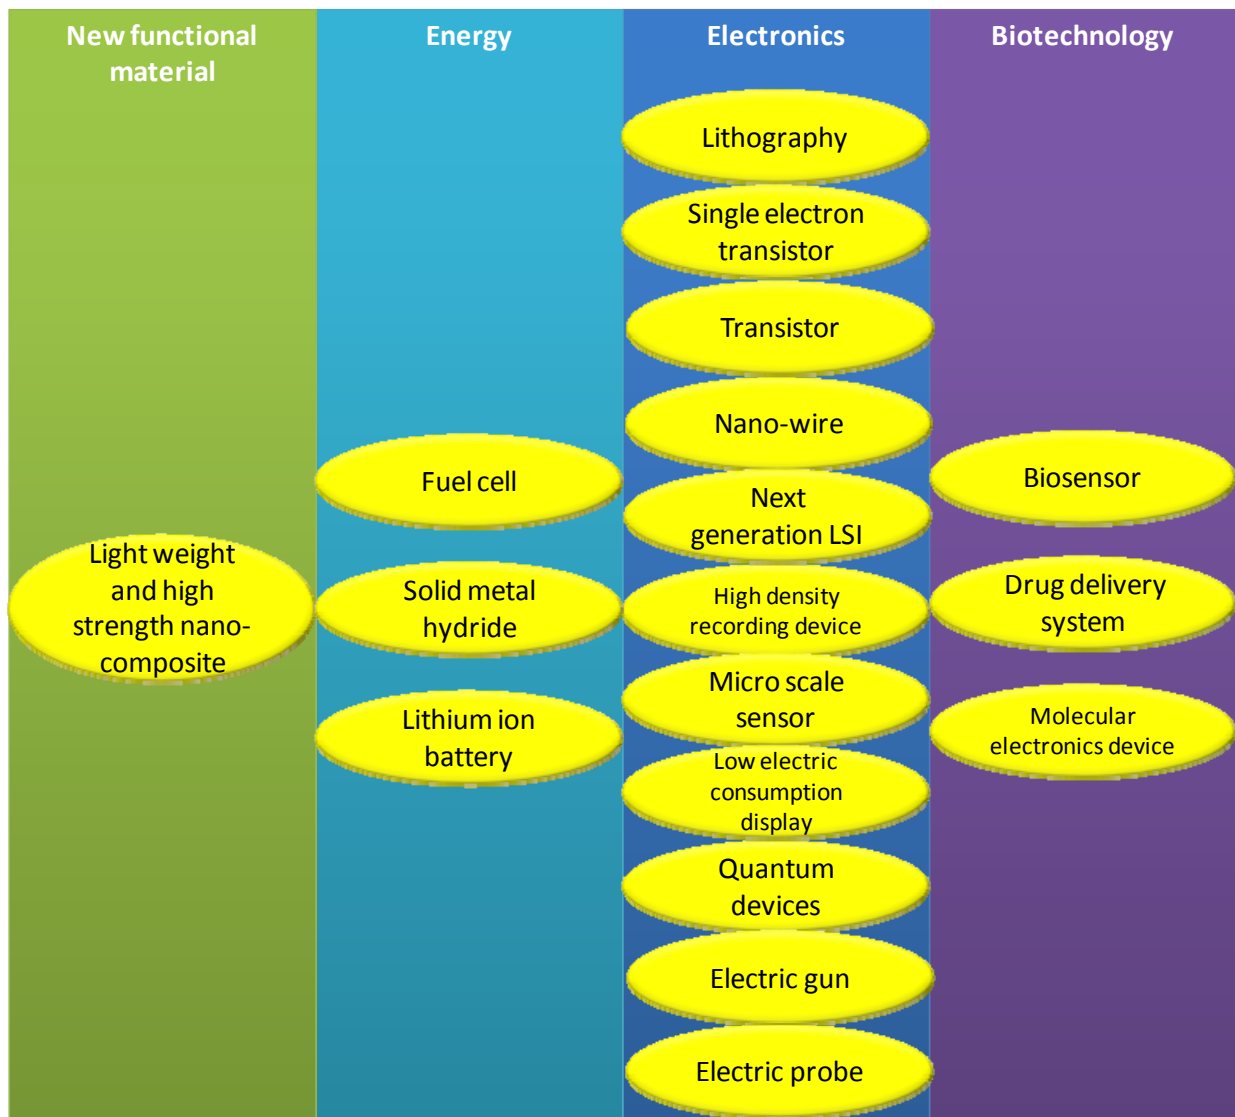 New functional
material
Light weight
and high
strength nano-
composite
Energy
Fuel cell
Solid metal
hydride
Lithium ion
battery
Electronics
Lithography
Single electron
transistor
Transistor
Nano-wire
Next
generation LSI
High density
recording device
Micro scale
sensor
Low electric
consumption
display
Quantum
devices
Electric gun
Electric probe
Biotechnology
Biosensor
Drug delivery
system
Molecular
electronics device